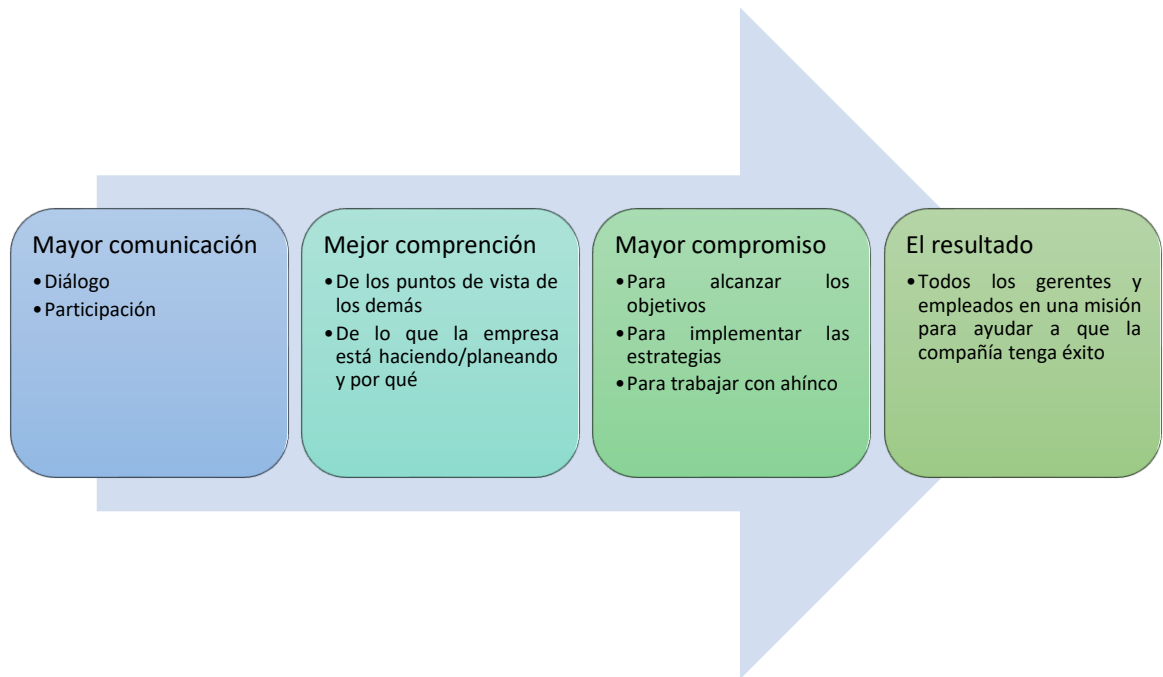 Mayor comunicación
•Diálogo
•Participación
Mejor comprención
•De los puntos de vista de
los demás
•De lo que la empresa
está haciendo/planeando
y por qué
Mayor compromiso
•Para alcanzar los
objetivos
•Para implementar las
estrategias
•Para trabajar con ahínco
El resultado
•Todos los gerentes y
empleados en una misión
para ayudar a que la
compañía tenga éxito